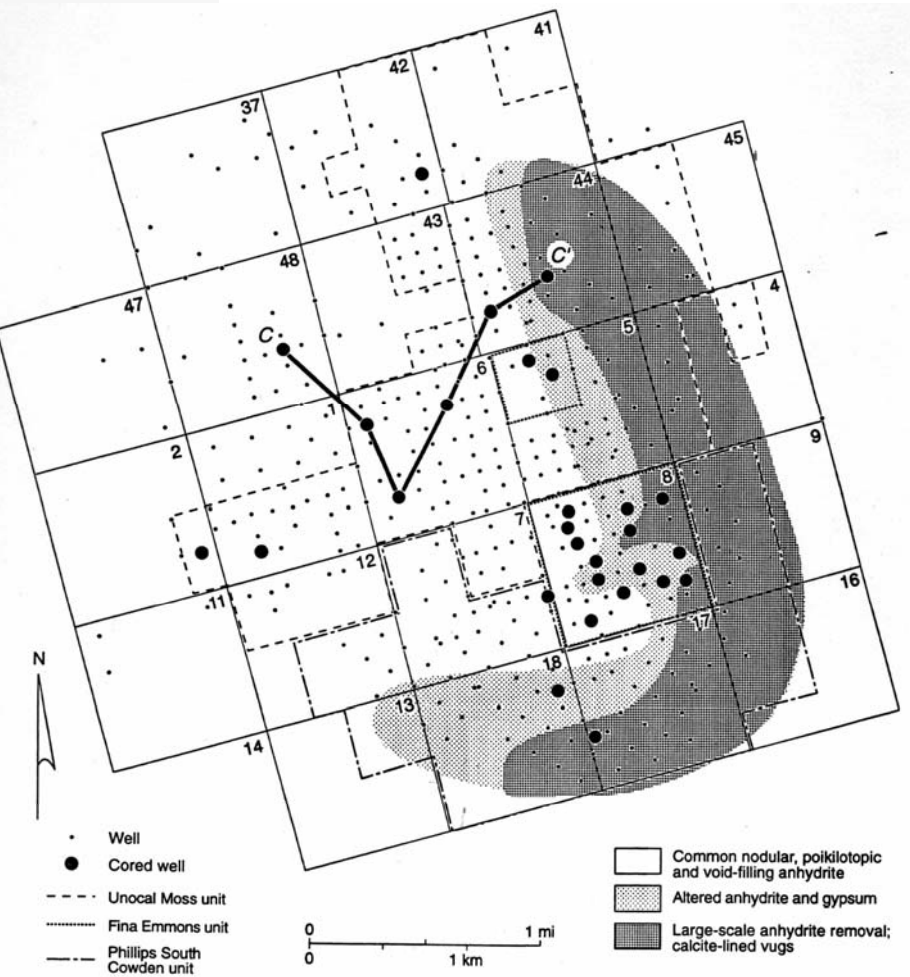 41
42
37
45
44
43
C'
48
4
47
5
C
6
1
9
2
8
7
12
16
11
17
N
18
13
14
Well
Cored well
Unocal Moss unit
Fina Emmons unit
Phillips South
Cowden unit
0 1 mi
0 1 km
Common nodular, poikilotopic
and void-filling anhydrite
Altered anhydrite and gypsum
Large-scale anhydrite removal;
calcite-lined vugs